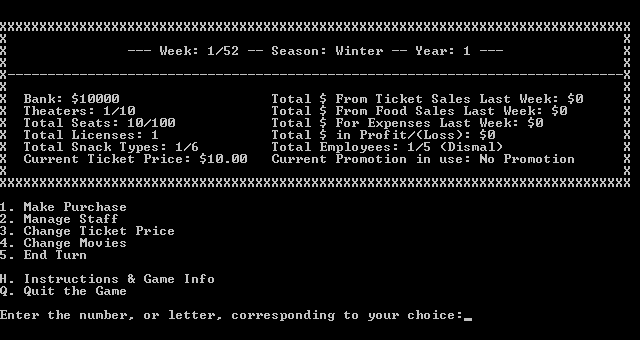 XXXXXXXXXXXXXXXXXXXXXXXXXXXXXXXXXXXXXXXXXXXXXXXXXXXXXXXXXXXXXXXXXXXXXXXXXXXXXXX
X                                                                             X
X               --- Week: 1/52 -- Season: Winter -- Year: 1 ---               X
X                                                                             X
X-----------------------------------------------------------------------------X
X                                                                             X
X  Bank: $10000                   Total $ From Ticket Sales Last Week: $0     X
X  Theaters: 1/10                 Total $ From Food Sales Last Week: $0       X
X  Total Seats: 10/100            Total $ For Expenses Last Week: $0          X
X  Total Licenses: 1              Total $ in Profit/(Loss): $0                X
X  Total Snack Types: 1/6         Total Employees: 1/5 (Dismal)               X
X  Current Ticket Price: $10.00   Current Promotion in use: No Promotion      X
X                                                                             X
XXXXXXXXXXXXXXXXXXXXXXXXXXXXXXXXXXXXXXXXXXXXXXXXXXXXXXXXXXXXXXXXXXXXXXXXXXXXXXX
1. Make Purchase
2. Manage Staff
3. Change Ticket Price
4. Change Movies
5. End Turn
H. Instructions & Game Info
Q. Quit the Game
Enter the number, or letter, corresponding to your choice:_